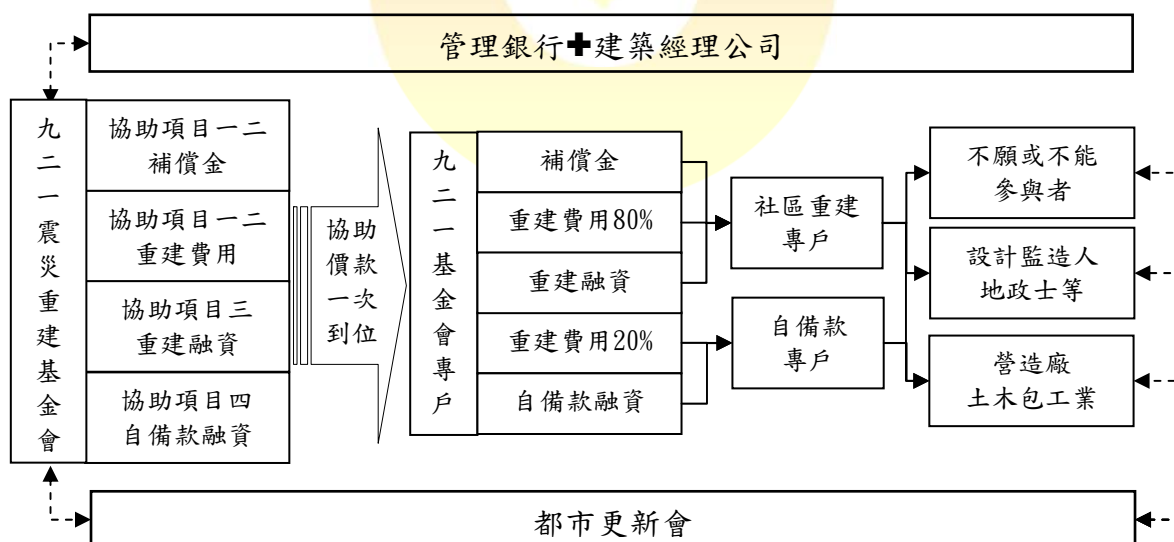 管理銀行✚建築經理公司
九二一震災重建基金會
協助項目一二
補償金
協助項目一二
重建費用
協助項目三
重建融資
協助項目四
自備款融資
協助
價款
一次
到位
九二一基金會專戶
補償金
重建費用80%
重建融資
重建費用20%
自備款融資
社區重建
專戶
自備款
專戶
不願或不能
參與者
設計監造人
地政士等
營造廠
土木包工業
都市更新會